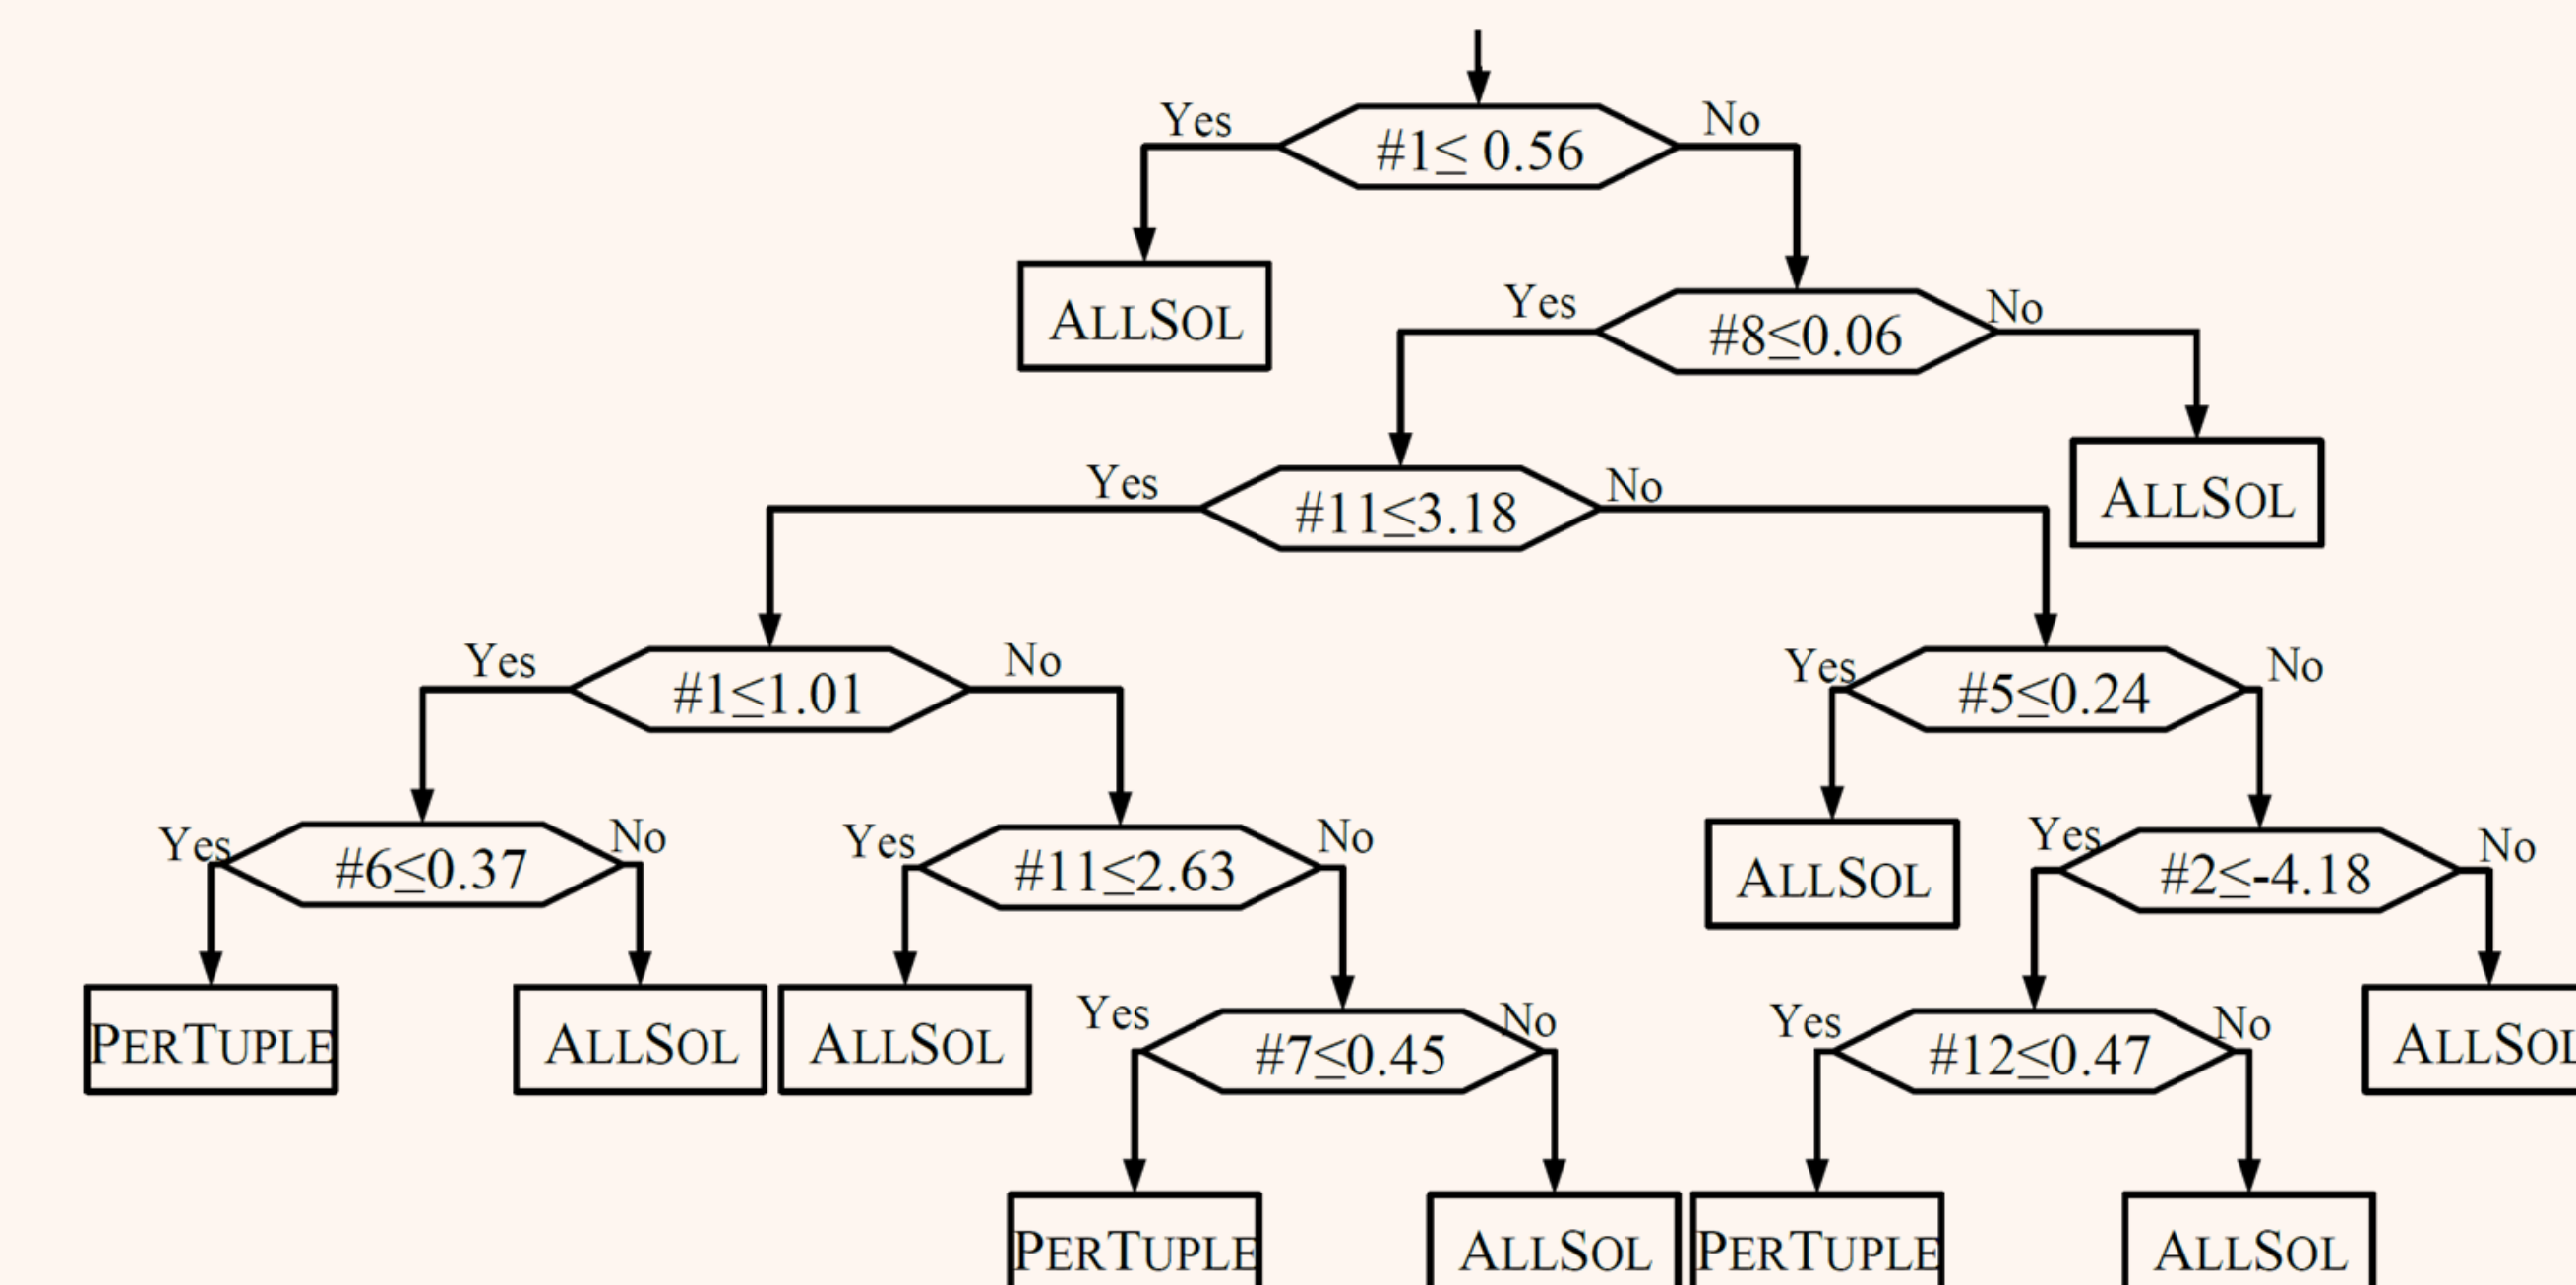 Yes
#1≤ 0.56
No
ALLSOL
Yes
#8≤0.06
No
ALLSOL
Yes
#11≤3.18
No
Yes
#1≤1.01
No
Yes
#5≤0.24
No
Yes
#6≤0.37
No
Yes
#11≤2.63
No
ALLSOL
Yes
#2≤-4.18
No
PERTUPLE
ALLSOL
ALLSOL
Yes
#7≤0.45
No
Yes
#12≤0.47
No
ALLSOL
PERTUPLE
ALLSOL
PERTUPLE
ALLSOL